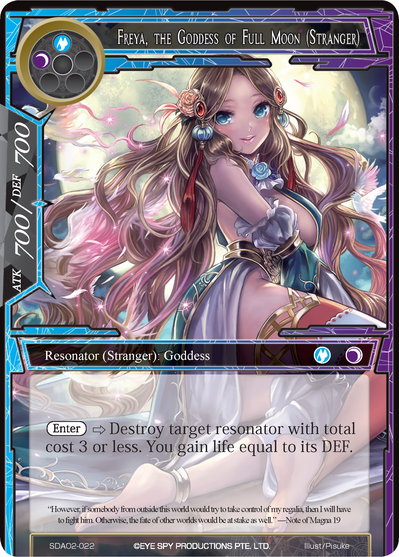 Freya, the Goddess of Full Moon (Stranger)
ATK 700 / DEF 700
Resonator (Stranger): Goddess
Enter ⇨ Destroy target resonator with total
cost 3 or less. You gain life equal to its DEF.
“However, if somebody from outside this world would try to take control of my regalia, then I will have
to fight him. Otherwise, the fate of other worlds would be at stake as well.” —Note of Magna 19
SDAO2-022 ©EYE SPY PRODUCTIONS PTE. LTD. Illust/Pisuke